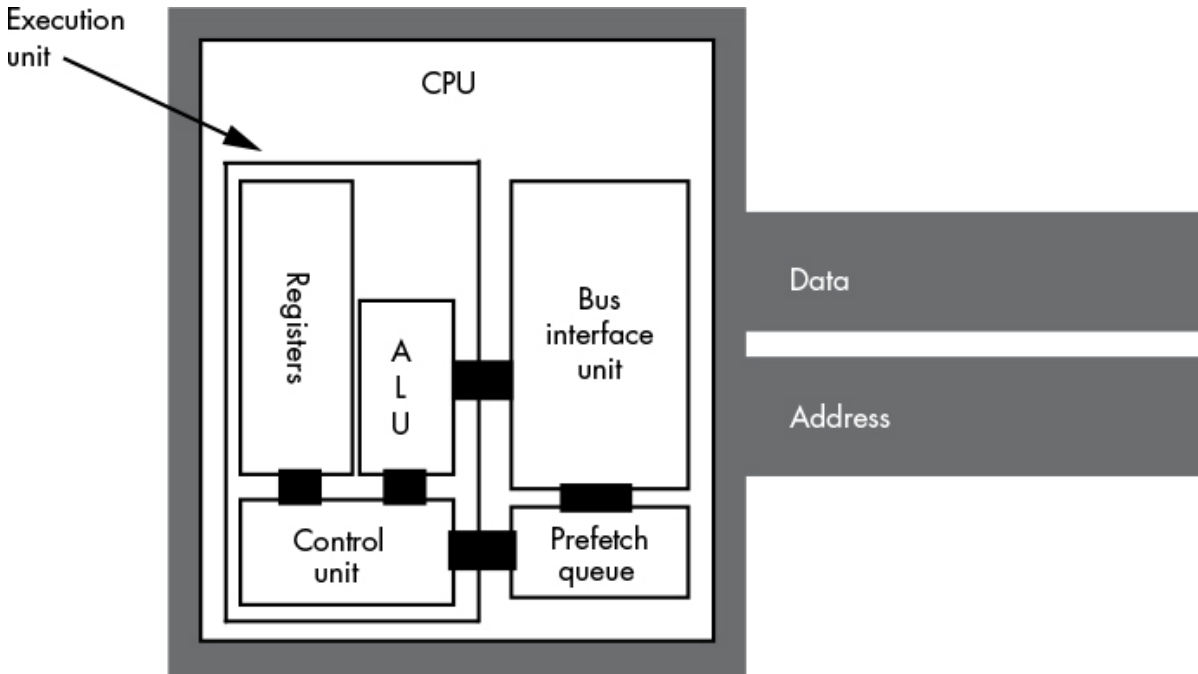 Execution
unit
CPU
Registers
A
L
U
Bus
interface
unit
Control
unit
Prefetch
queue
Data
Address